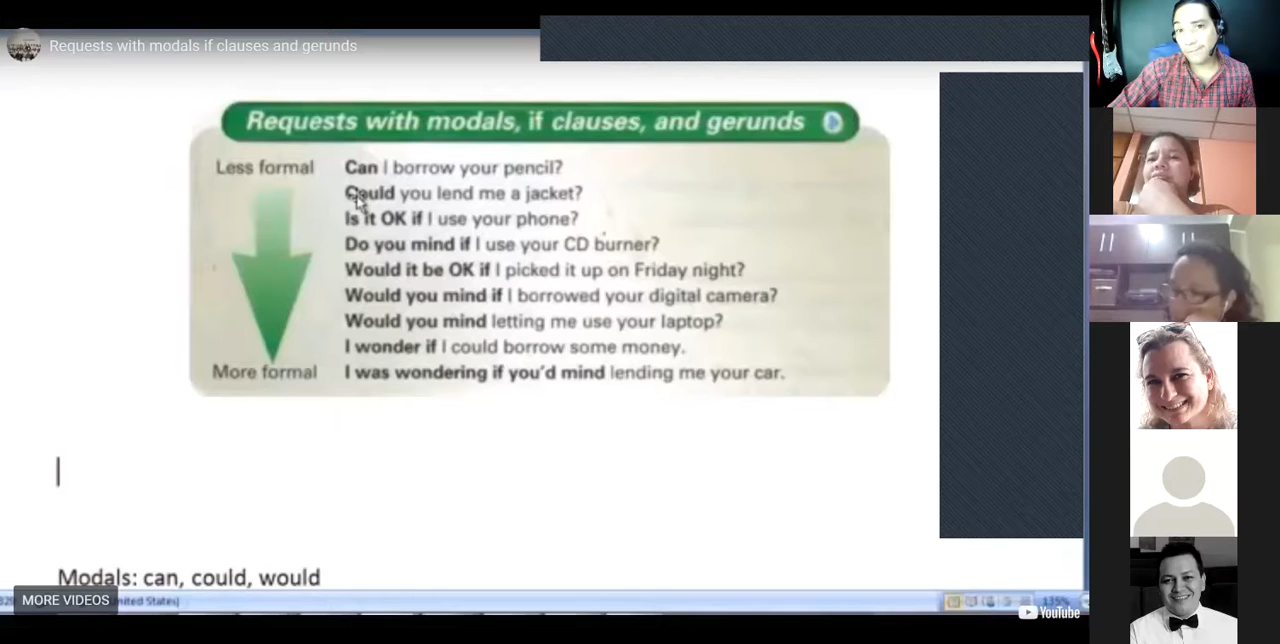 Requests with modals if clauses and gerunds
Requests with modals, if clauses, and gerunds
Less formal
Can I borrow your pencil?
Could you lend me a jacket?
Is it OK if I use your phone?
Do you mind if I use your CD burner?
Would it be OK if I picked it up on Friday night?
Would you mind if I borrowed your digital camera?
Would you mind letting me use your laptop?
I wonder if I could borrow some money.
More formal
I was wondering if you'd mind lending me your car.
Modals: can, could, would
MORE VIDEOS
United States)
135%
YouTube